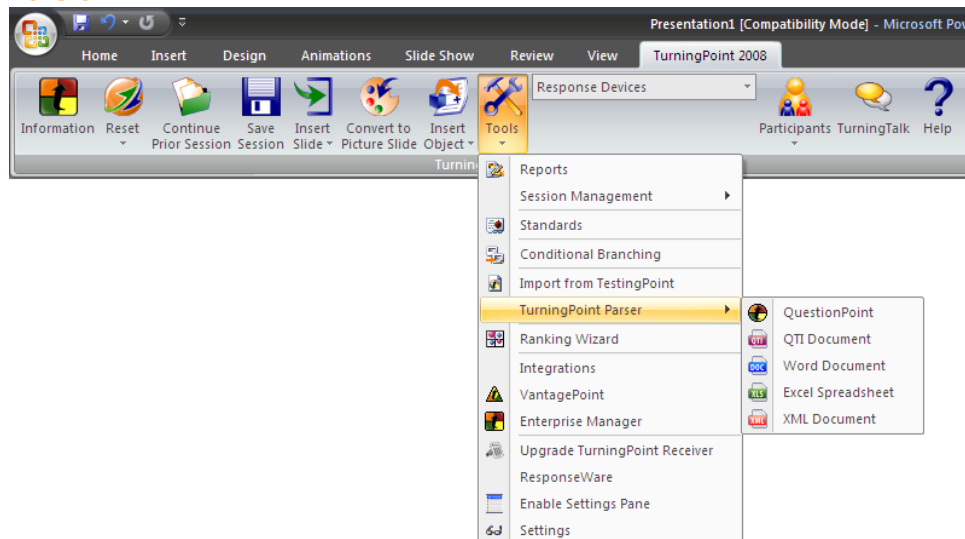 Presentation1 [Compatibility Mode] - Microsoft Pow
Home Insert Design Animations Slide Show Review View TurningPoint 2008
Response Devices
Information Reset Continue Prior Session Save Session Insert Slide Convert to Picture Slide Insert Object Tools Participants TurningTalk Help
Turnin
Reports
Session Management
Standards
Conditional Branching
Import from TestingPoint
TurningPoint Parser
QuestionPoint
QTI Document
Word Document
Excel Spreadsheet
XML Document
Ranking Wizard
Integrations
VantagePoint
Enterprise Manager
Upgrade TurningPoint Receiver
ResponseWare
Enable Settings Pane
Settings